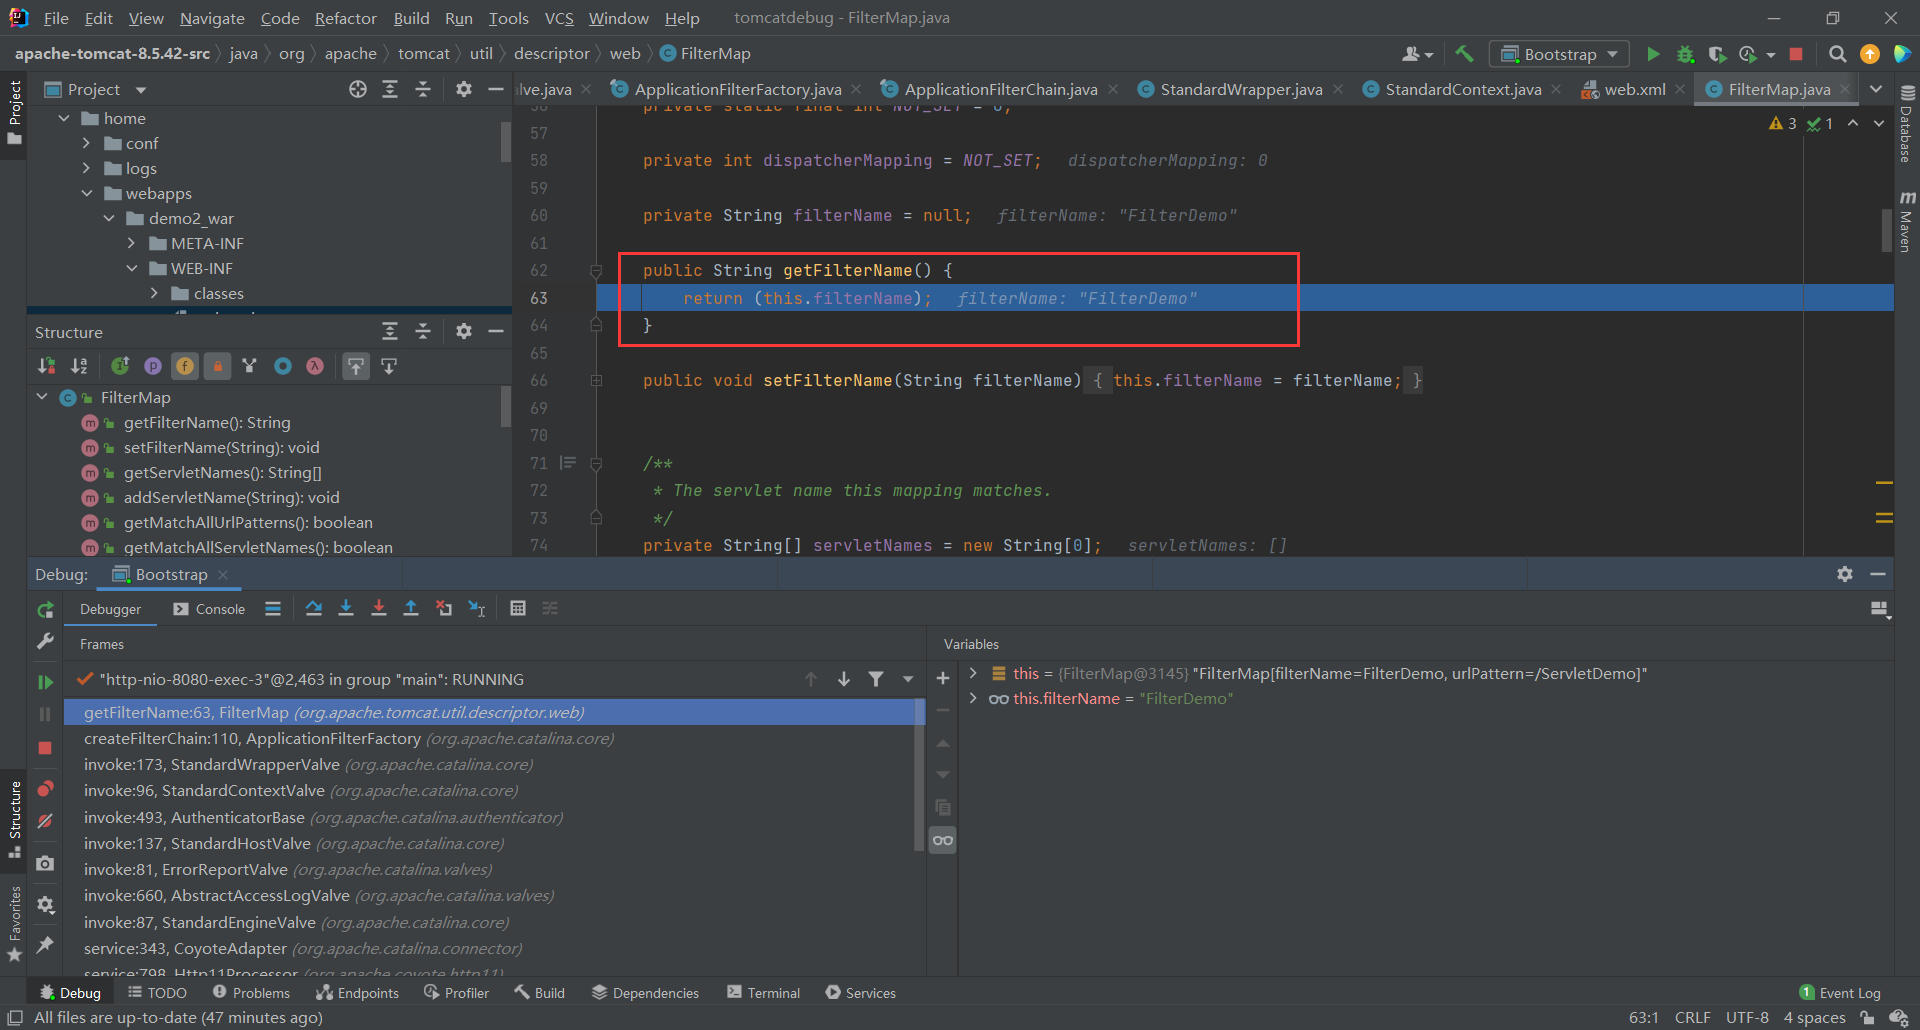 File Edit View Navigate Code Refactor Build Run Tools VCS Window Help tomcatdebug - FilterMap.java
apache-tomcat-8.5.42-src java org apache tomcat util descriptor web FilterMap
Bootstrap
Project
Project
home
conf
logs
webapps
demo2_war
META-INF
WEB-INF
classes
lve.java ApplicationFilterFactory.java ApplicationFilterChain.java StandardWrapper.java StandardContext.java web.xml FilterMap.java
3 1
57
58 private int dispatcherMapping = NOT_SET; dispatcherMapping: 0
59
60 private String filterName = null; filterName: "FilterDemo"
61
62 public String getFilterName() {
63 return (this.filterName); filterName: "FilterDemo"
64 }
65
66 public void setFilterName(String filterName) { this.filterName = filterName; }
69
70
71 /**
72 * The servlet name this mapping matches.
73 */
74 private String[] servletNames = new String[0]; servletNames: []
Database
Maven
Structure
FilterMap
getFilterName(): String
setFilterName(String): void
getServletNames(): String[]
addServletName(String): void
getMatchAllUrlPatterns(): boolean
getMatchAllServletNames(): boolean
Debug: Bootstrap
Debugger Console
Frames
"http-nio-8080-exec-3"@2,463 in group "main": RUNNING
getFilterName:63, FilterMap (org.apache.tomcat.util.descriptor.web)
createFilterChain:110, ApplicationFilterFactory (org.apache.catalina.core)
invoke:173, StandardWrapperValve (org.apache.catalina.core)
invoke:96, StandardContextValve (org.apache.catalina.core)
invoke:493, AuthenticatorBase (org.apache.catalina.authenticator)
invoke:137, StandardHostValve (org.apache.catalina.core)
invoke:81, ErrorReportValve (org.apache.catalina.valves)
invoke:660, AbstractAccessLogValve (org.apache.catalina.valves)
invoke:87, StandardEngineValve (org.apache.catalina.core)
service:343, CoyoteAdapter (org.apache.catalina.connector)
service:798, Http11Processor (org.apache.coyote.http11)
Variables
this = {FilterMap@3145} "FilterMap[filterName=FilterDemo, urlPattern=/ServletDemo]"
this.filterName = "FilterDemo"
Structure
Favorites
Debug TODO Problems Endpoints Profiler Build Dependencies Terminal Services
1 Event Log
All files are up-to-date (47 minutes ago)
63:1 CRLF UTF-8 4 spaces